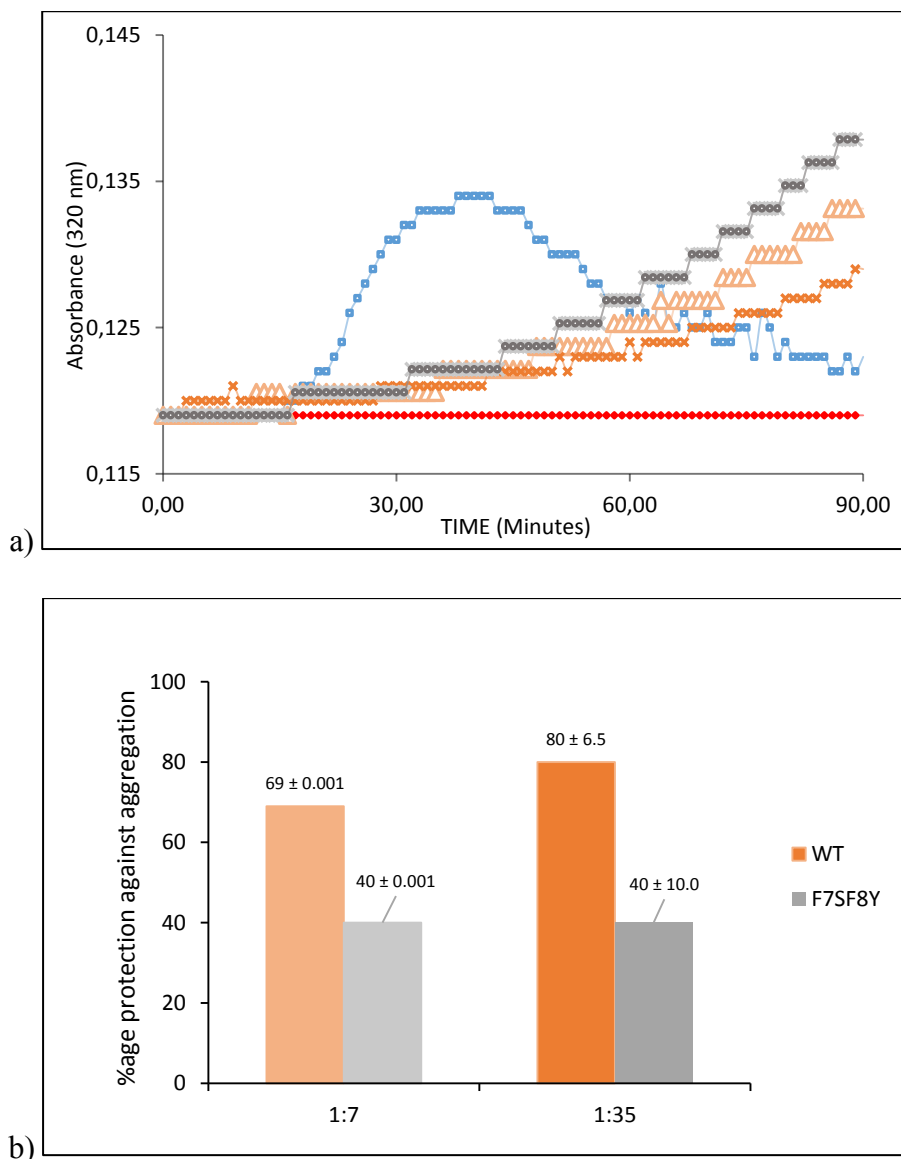 0,145
0,135
0,125
0,115
Absorbance (320 nm)
0,00 30,00 60,00 90,00
TIME (Minutes)
a)
100
80
60
40
20
0
%age protection against aggregation
69 ± 0.001
40 ± 0.001
80 ± 6.5
40 ± 10.0
1:7 1:35
WT
F7SF8Y
b)